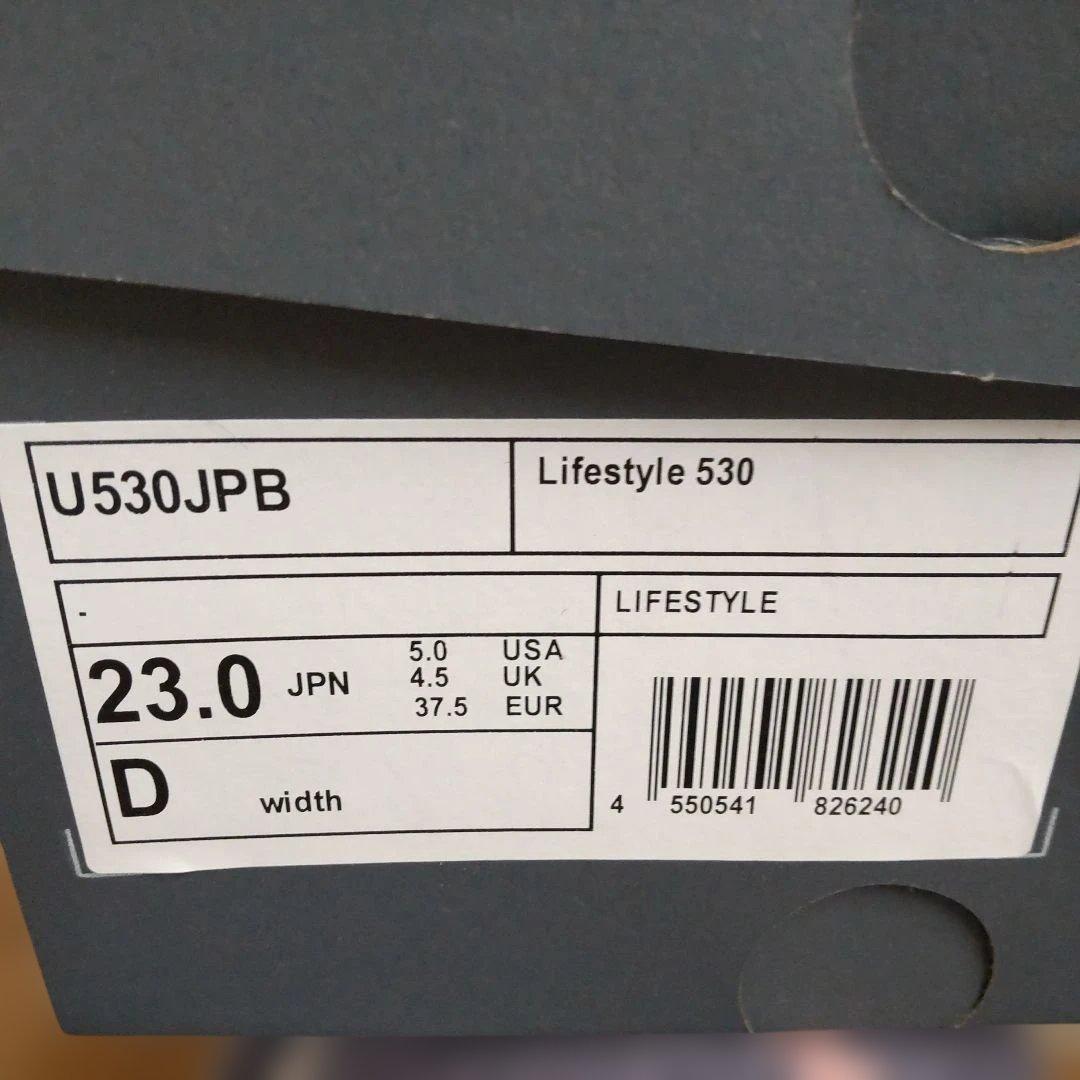 U530JPB
Lifestyle 530
-
LIFESTYLE
23.0 JPN
5.0 USA
4.5 UK
37.5 EUR
D width
4 550541 826240